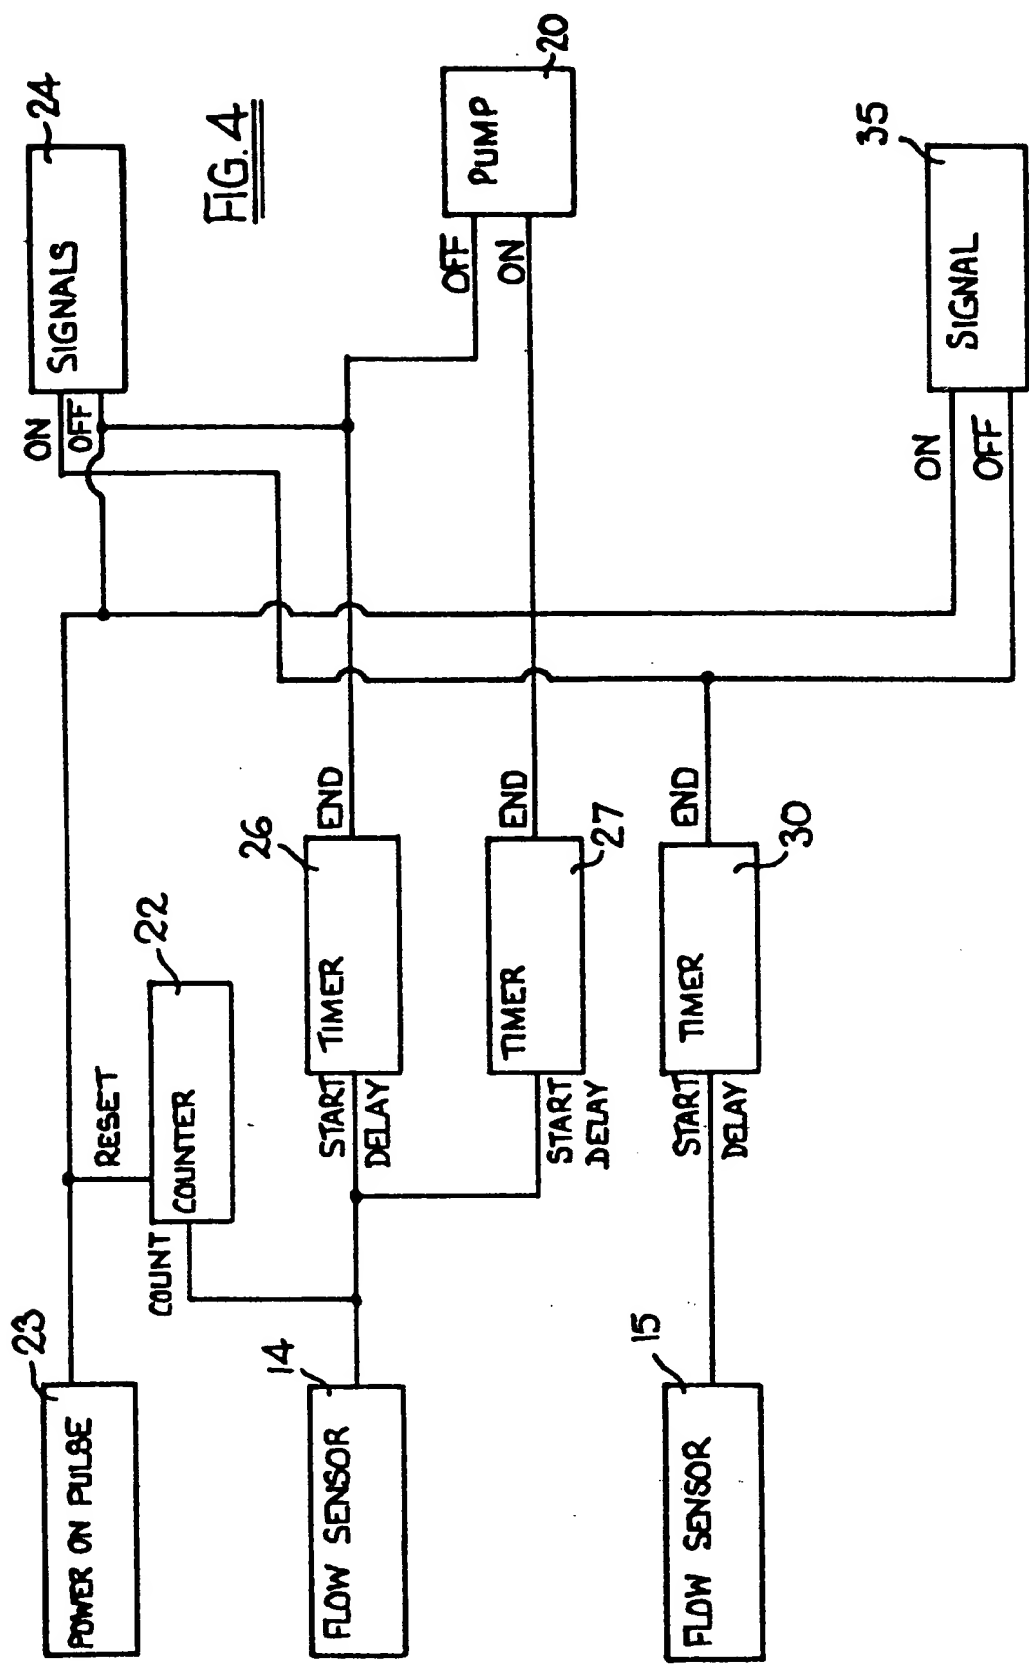 FIG. 4
POWER ON PULSE
23
RESET
COUNTER
22
COUNT
ON
OFF
SIGNALS
24
FLOW SENSOR
14
START
DELAY
TIMER
26
END
START
DELAY
TIMER
27
END
OFF
ON
PUMP
20
FLOW SENSOR
15
START
DELAY
TIMER
30
END
ON
OFF
SIGNAL
35